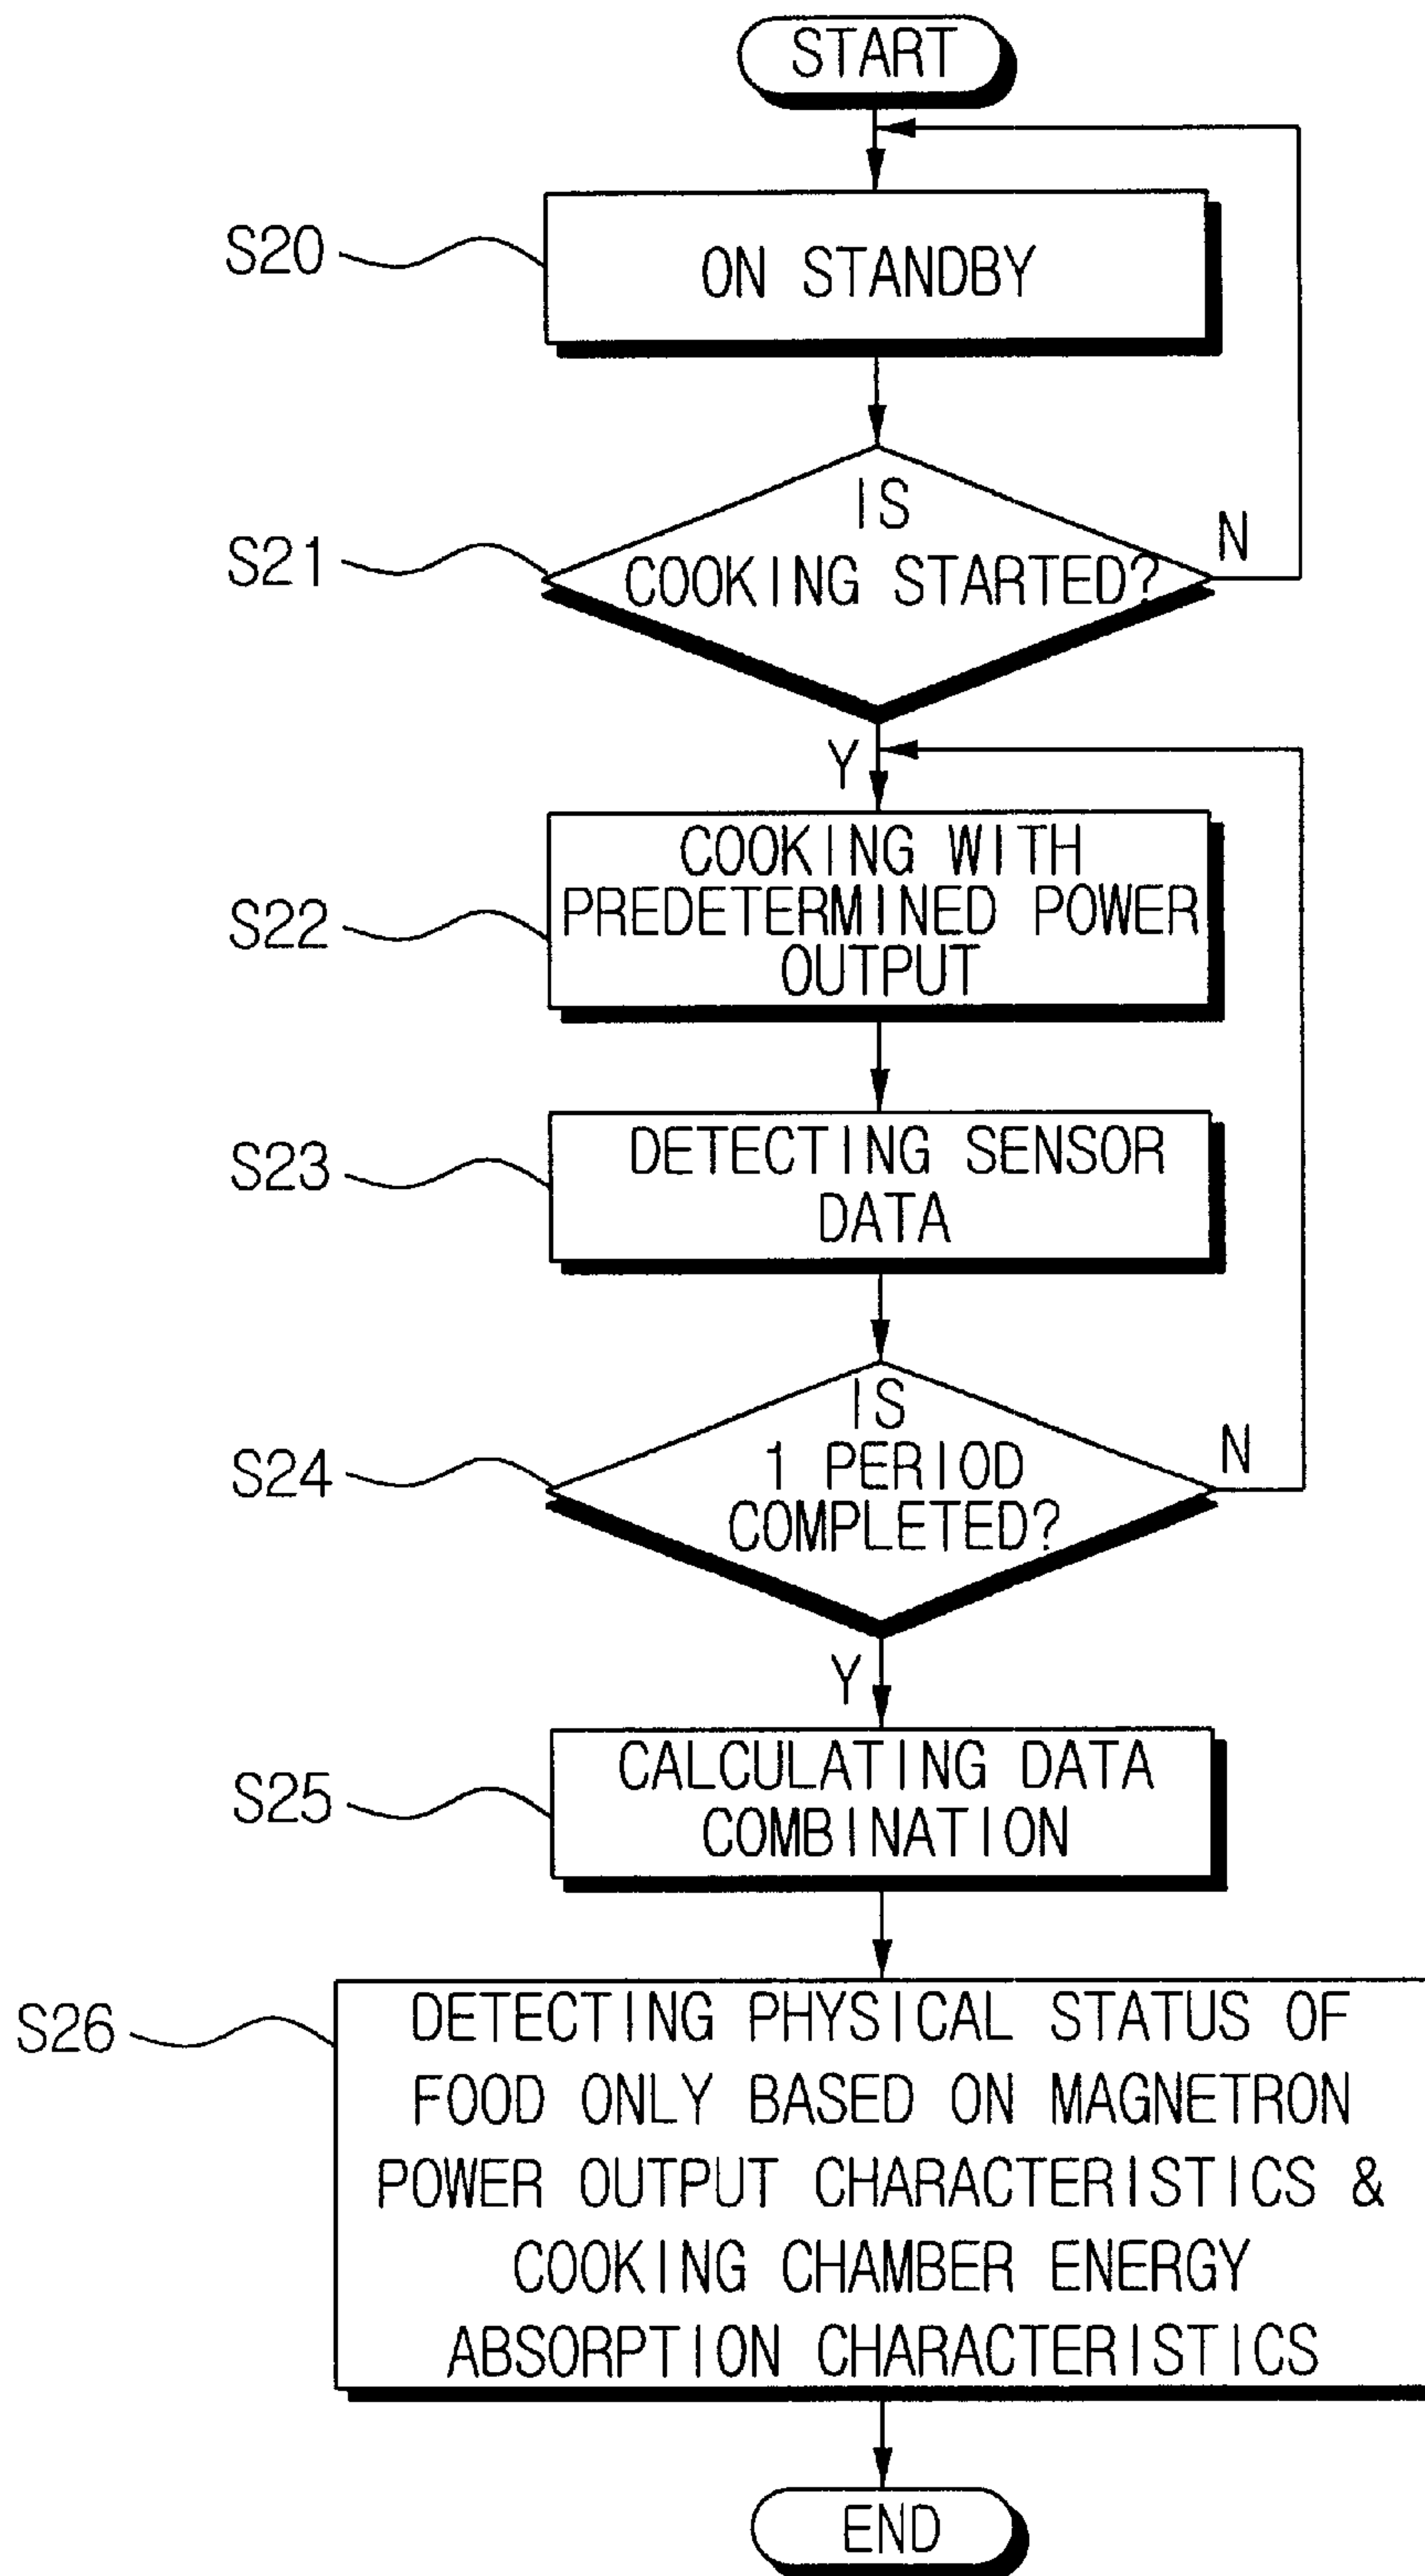 START
S20
ON STANDBY
S21
IS
COOKING STARTED?
N
Y
S22
COOKING WITH
PREDETERMINED POWER
OUTPUT
S23
DETECTING SENSOR
DATA
S24
IS
1 PERIOD
COMPLETED?
N
Y
S25
CALCULATING DATA
COMBINATION
S26
DETECTING PHYSICAL STATUS OF
FOOD ONLY BASED ON MAGNETRON
POWER OUTPUT CHARACTERISTICS &
COOKING CHAMBER ENERGY
ABSORPTION CHARACTERISTICS
END